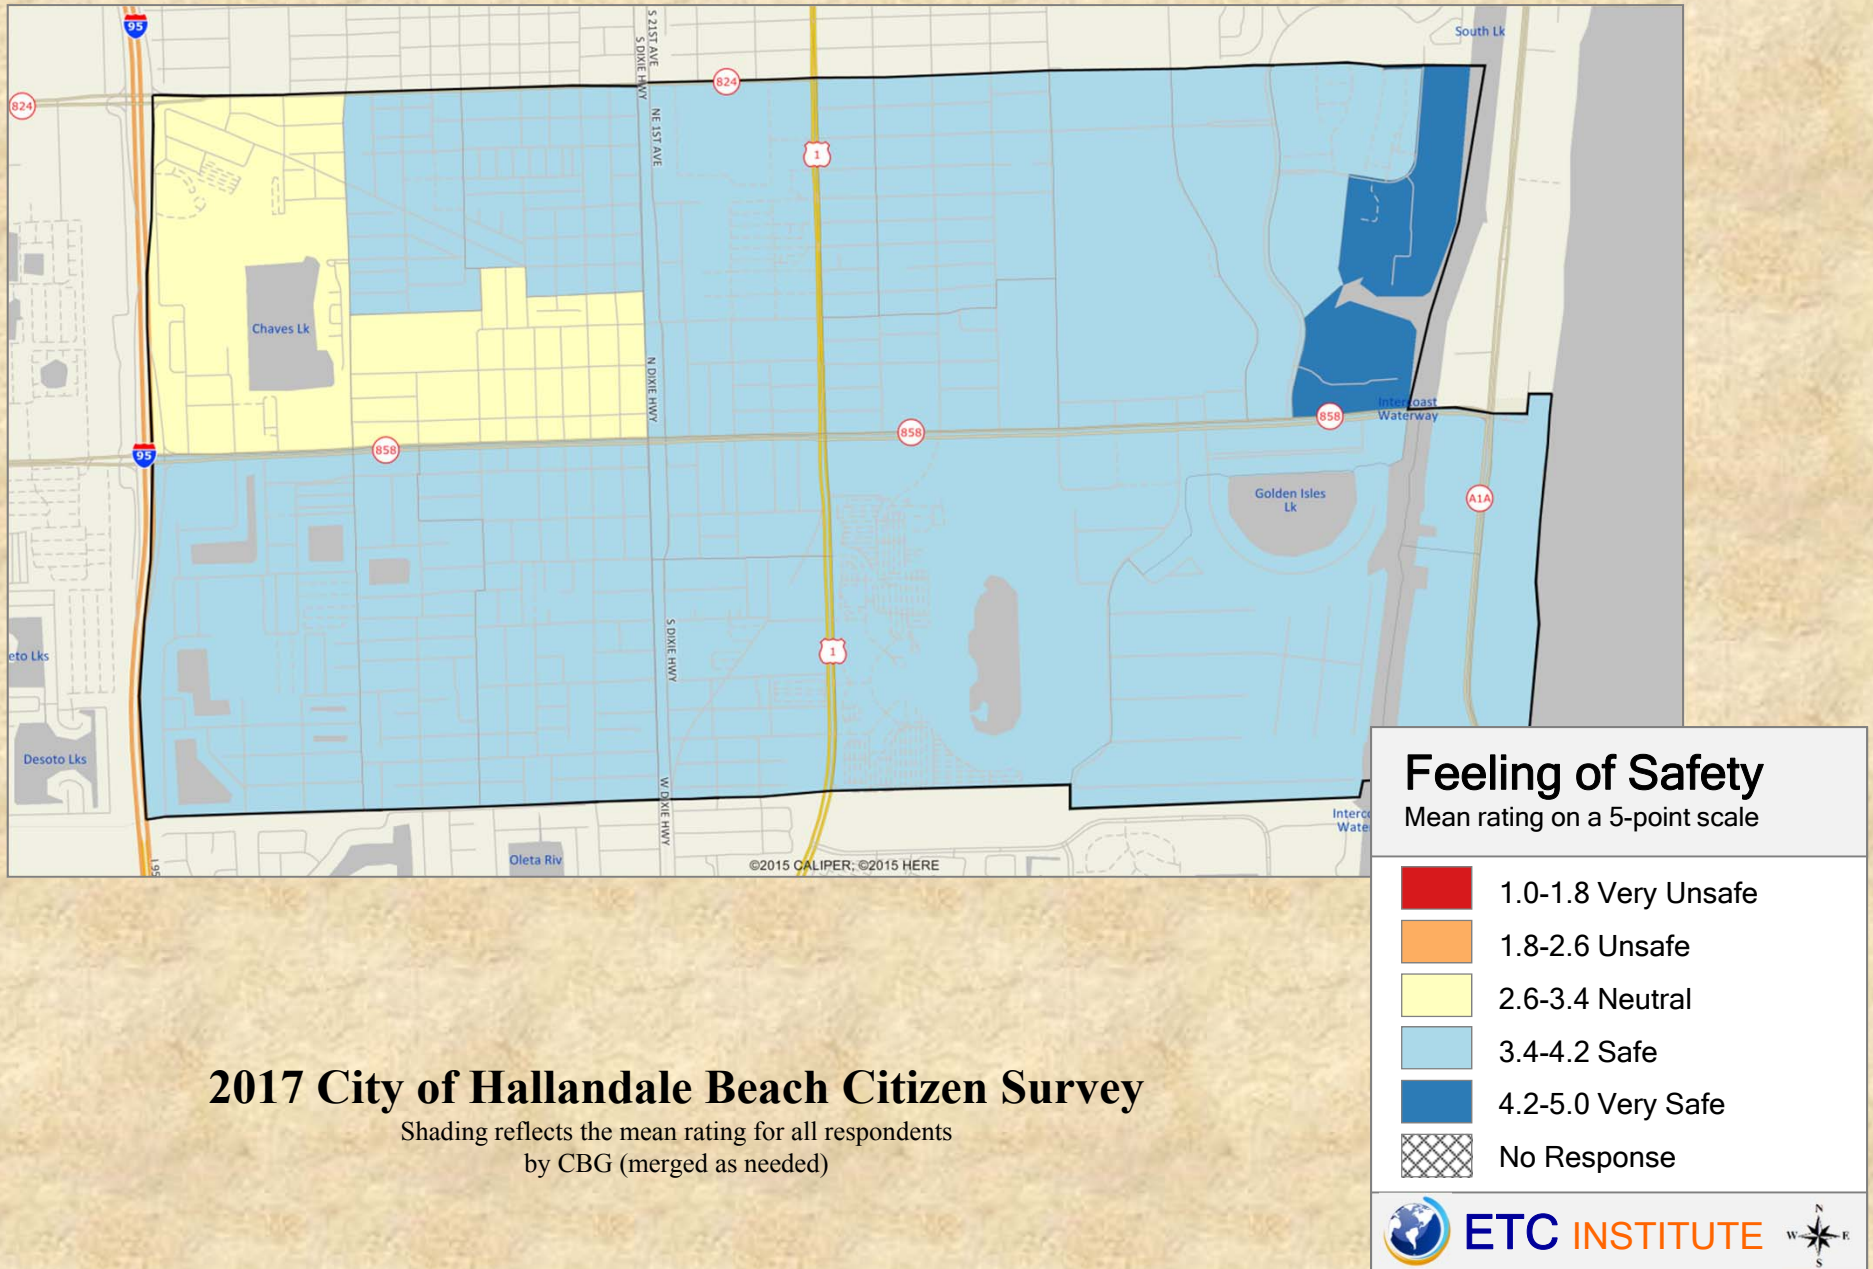 95
S 21ST AVE
S DIXIE HWY
South Lk
824
824
NE 1ST AVE
1
Chaves Lk
N DIXIE HWY
Intercoast
Waterway
858
858
858
95
Golden Isles
Lk
A1A
S DIXIE HWY
1
eto Lks
Desoto Lks
W DIXIE HWY
Interco
Wate
I 95
Oleta Riv
©2015 CALIPER; ©2015 HERE
Feeling of Safety
Mean rating on a 5-point scale
1.0-1.8 Very Unsafe
1.8-2.6 Unsafe
2.6-3.4 Neutral
3.4-4.2 Safe
4.2-5.0 Very Safe
No Response
2017 City of Hallandale Beach Citizen Survey
Shading reflects the mean rating for all respondents
by CBG (merged as needed)
ETC INSTITUTE
N
W E
S